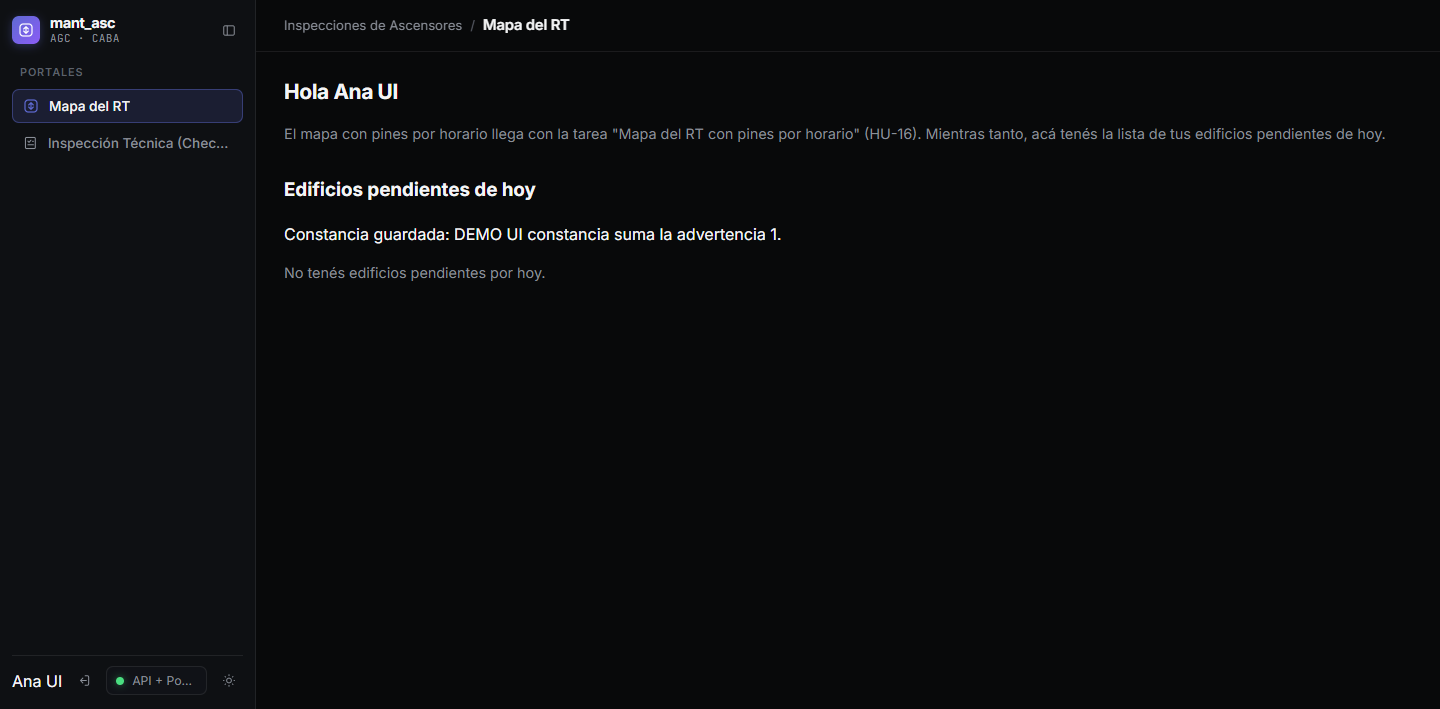 mant_asc
AGC · CABA
PORTALES
Mapa del RT
Inspección Técnica (Chec...
Inspecciones de Ascensores / Mapa del RT
Hola Ana UI
El mapa con pines por horario llega con la tarea "Mapa del RT con pines por horario" (HU-16). Mientras tanto, acá tenés la lista de tus edificios pendientes de hoy.
Edificios pendientes de hoy
Constancia guardada: DEMO UI constancia suma la advertencia 1.
No tenés edificios pendientes por hoy.
Ana UI
API + Po...